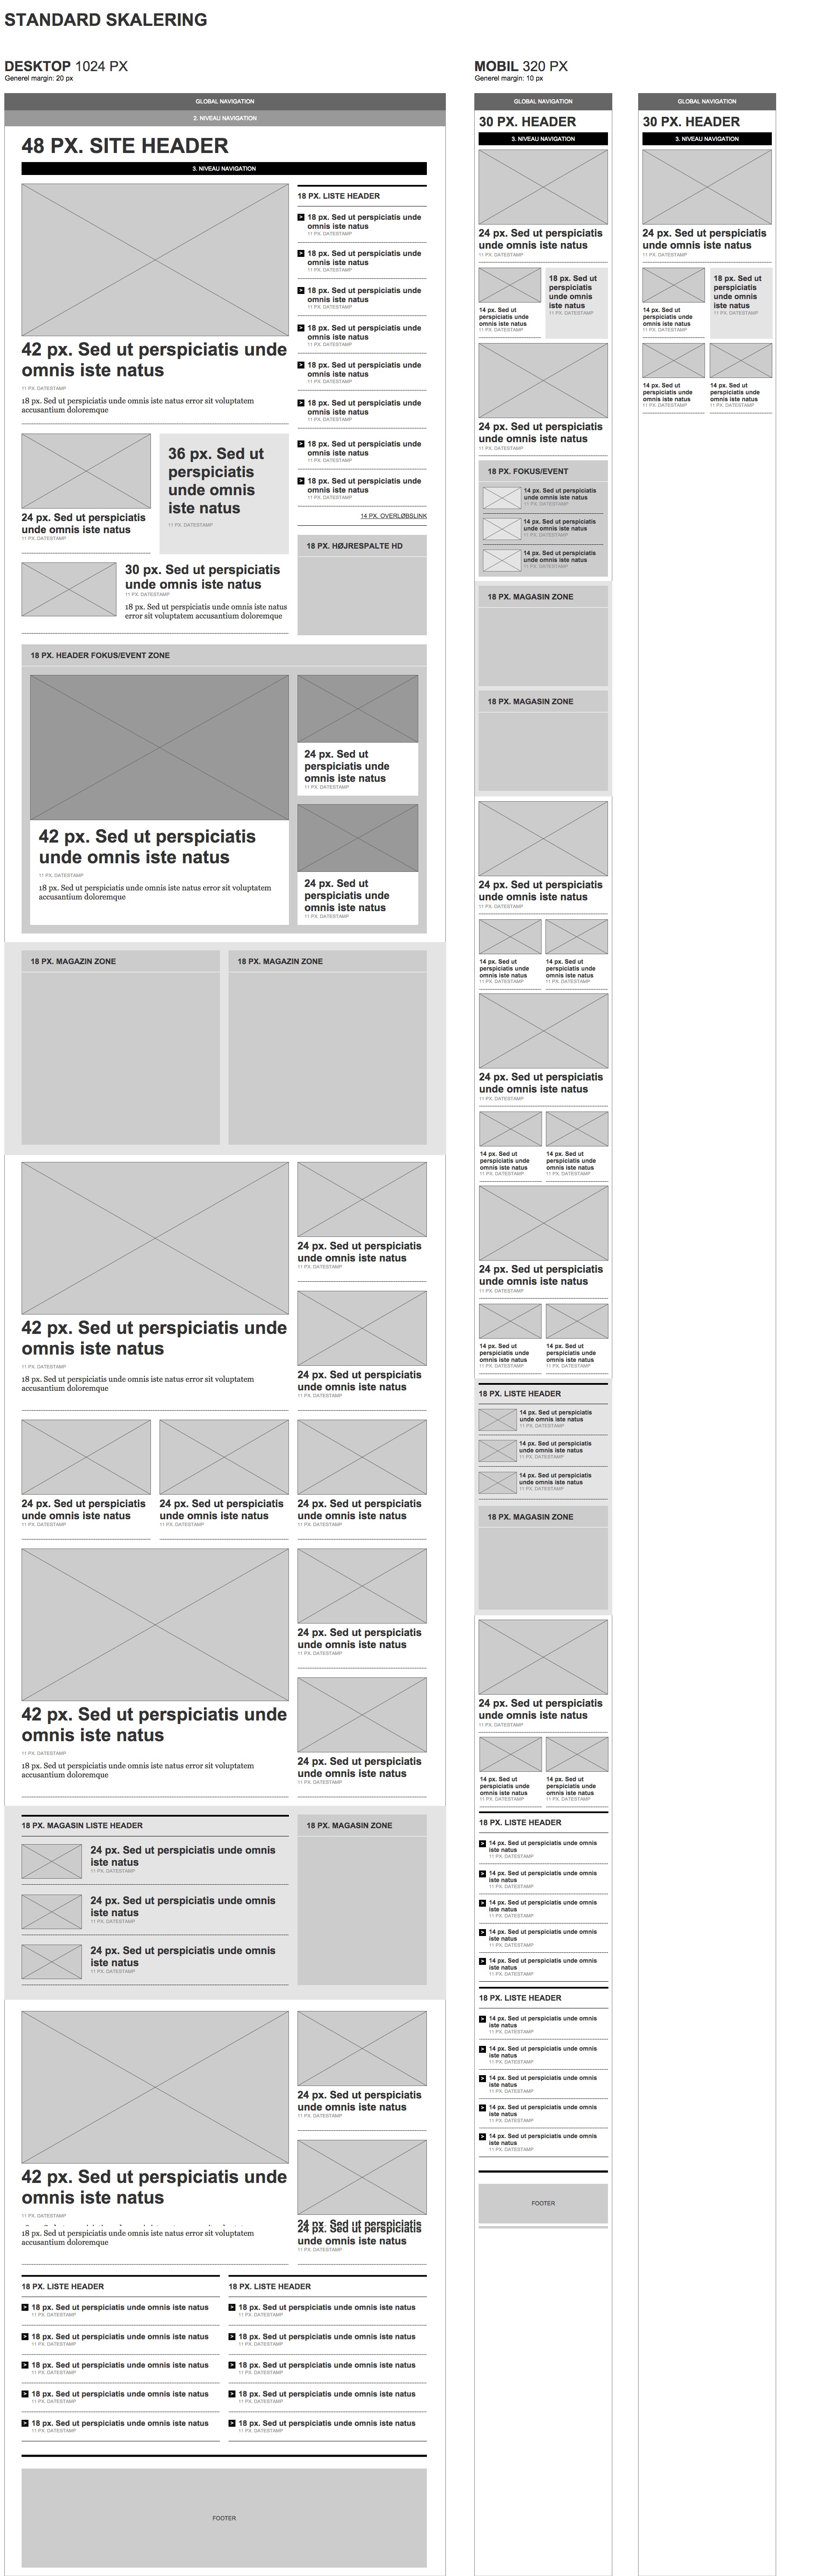 STANDARD SKALERING
DESKTOP 1024 PX
Generel margin: 20 px
GLOBAL NAVIGATION
2. NIVEAU NAVIGATION
48 PX. SITE HEADER
3. NIVEAU NAVIGATION
42 px. Sed ut perspiciatis unde
omnis iste natus
11 PX. DATESTAMP
18 px. Sed ut perspiciatis unde omnis iste natus error sit voluptatem
accusantium doloremque
24 px. Sed ut perspiciatis
unde omnis iste natus
11 PX. DATESTAMP
36 px. Sed ut
perspiciatis
unde omnis
iste natus
11 PX. DATESTAMP
30 px. Sed ut perspiciatis
unde omnis iste natus
11 PX. DATESTAMP
18 px. Sed ut perspiciatis unde omnis iste natus
error sit voluptatem accusantium doloremque
18 PX. LISTE HEADER
18 px. Sed ut perspiciatis unde
omnis iste natus
11 PX. DATESTAMP
18 px. Sed ut perspiciatis unde
omnis iste natus
11 PX. DATESTAMP
18 px. Sed ut perspiciatis unde
omnis iste natus
11 PX. DATESTAMP
18 px. Sed ut perspiciatis unde
omnis iste natus
11 PX. DATESTAMP
18 px. Sed ut perspiciatis unde
omnis iste natus
11 PX. DATESTAMP
18 px. Sed ut perspiciatis unde
omnis iste natus
11 PX. DATESTAMP
18 px. Sed ut perspiciatis unde
omnis iste natus
11 PX. DATESTAMP
18 px. Sed ut perspiciatis unde
omnis iste natus
11 PX. DATESTAMP
14 PX. OVERLØBSLINK
18 PX. HØJRESPALTE HD
18 PX. HEADER FOKUS/EVENT ZONE
42 px. Sed ut perspiciatis
unde omnis iste natus
11 PX. DATESTAMP
18 px. Sed ut perspiciatis unde omnis iste natus error sit voluptatem
accusantium doloremque
24 px. Sed ut
perspiciatis unde
omnis iste natus
11 PX. DATESTAMP
24 px. Sed ut
perspiciatis unde
omnis iste natus
11 PX. DATESTAMP
18 PX. MAGAZIN ZONE
18 PX. MAGAZIN ZONE
42 px. Sed ut perspiciatis unde
omnis iste natus
11 PX. DATESTAMP
18 px. Sed ut perspiciatis unde omnis iste natus error sit voluptatem
accusantium doloremque
24 px. Sed ut perspiciatis
unde omnis iste natus
11 PX. DATESTAMP
24 px. Sed ut perspiciatis
unde omnis iste natus
11 PX. DATESTAMP
24 px. Sed ut perspiciatis
unde omnis iste natus
11 PX. DATESTAMP
24 px. Sed ut perspiciatis
unde omnis iste natus
11 PX. DATESTAMP
24 px. Sed ut perspiciatis
unde omnis iste natus
11 PX. DATESTAMP
42 px. Sed ut perspiciatis unde
omnis iste natus
11 PX. DATESTAMP
18 px. Sed ut perspiciatis unde omnis iste natus error sit voluptatem
accusantium doloremque
24 px. Sed ut perspiciatis
unde omnis iste natus
11 PX. DATESTAMP
24 px. Sed ut perspiciatis
unde omnis iste natus
11 PX. DATESTAMP
18 PX. MAGASIN LISTE HEADER
24 px. Sed ut perspiciatis unde omnis
iste natus
11 PX. DATESTAMP
24 px. Sed ut perspiciatis unde omnis
iste natus
11 PX. DATESTAMP
24 px. Sed ut perspiciatis unde omnis
iste natus
11 PX. DATESTAMP
18 PX. MAGASIN ZONE
42 px. Sed ut perspiciatis unde
omnis iste natus
11 PX. DATESTAMP
18 px. Sed ut perspiciatis unde omnis iste natus error sit voluptatem
accusantium doloremque
24 px. Sed ut perspiciatis
unde omnis iste natus
11 PX. DATESTAMP
24 px. Sed ut perspiciatis
24 px. Sed ut perspiciatis
unde omnis iste natus
11 PX. DATESTAMP
18 PX. LISTE HEADER
18 px. Sed ut perspiciatis unde omnis iste natus
11 PX. DATESTAMP
18 px. Sed ut perspiciatis unde omnis iste natus
11 PX. DATESTAMP
18 px. Sed ut perspiciatis unde omnis iste natus
11 PX. DATESTAMP
18 px. Sed ut perspiciatis unde omnis iste natus
11 PX. DATESTAMP
18 px. Sed ut perspiciatis unde omnis iste natus
11 PX. DATESTAMP
18 PX. LISTE HEADER
18 px. Sed ut perspiciatis unde omnis iste natus
11 PX. DATESTAMP
18 px. Sed ut perspiciatis unde omnis iste natus
11 PX. DATESTAMP
18 px. Sed ut perspiciatis unde omnis iste natus
11 PX. DATESTAMP
18 px. Sed ut perspiciatis unde omnis iste natus
11 PX. DATESTAMP
18 px. Sed ut perspiciatis unde omnis iste natus
11 PX. DATESTAMP
FOOTER
MOBIL 320 PX
Generel margin: 10 px
GLOBAL NAVIGATION
30 PX. HEADER
3. NIVEAU NAVIGATION
24 px. Sed ut perspiciatis
unde omnis iste natus
11 PX. DATESTAMP
14 px. Sed ut
perspiciatis unde
omnis iste natus
11 PX. DATESTAMP
18 px. Sed ut
perspiciatis
unde omnis
iste natus
11 PX. DATESTAMP
24 px. Sed ut perspiciatis
unde omnis iste natus
11 PX. DATESTAMP
18 PX. FOKUS/EVENT
14 px. Sed ut perspiciatis
unde omnis iste natus
11 PX. DATESTAMP
14 px. Sed ut perspiciatis
unde omnis iste natus
11 PX. DATESTAMP
14 px. Sed ut perspiciatis
unde omnis iste natus
11 PX. DATESTAMP
18 PX. MAGASIN ZONE
18 PX. MAGASIN ZONE
24 px. Sed ut perspiciatis
unde omnis iste natus
11 PX. DATESTAMP
14 px. Sed ut
perspiciatis unde
omnis iste natus
11 PX. DATESTAMP
14 px. Sed ut
perspiciatis unde
omnis iste natus
11 PX. DATESTAMP
24 px. Sed ut perspiciatis
unde omnis iste natus
11 PX. DATESTAMP
14 px. Sed ut
perspiciatis unde
omnis iste natus
11 PX. DATESTAMP
14 px. Sed ut
perspiciatis unde
omnis iste natus
11 PX. DATESTAMP
24 px. Sed ut perspiciatis
unde omnis iste natus
11 PX. DATESTAMP
14 px. Sed ut
perspiciatis unde
omnis iste natus
11 PX. DATESTAMP
14 px. Sed ut
perspiciatis unde
omnis iste natus
11 PX. DATESTAMP
18 PX. LISTE HEADER
14 px. Sed ut perspiciatis
unde omnis iste natus
11 PX. DATESTAMP
14 px. Sed ut perspiciatis
unde omnis iste natus
11 PX. DATESTAMP
14 px. Sed ut perspiciatis
unde omnis iste natus
11 PX. DATESTAMP
18 PX. MAGASIN ZONE
24 px. Sed ut perspiciatis
unde omnis iste natus
11 PX. DATESTAMP
14 px. Sed ut
perspiciatis unde
omnis iste natus
11 PX. DATESTAMP
14 px. Sed ut
perspiciatis unde
omnis iste natus
11 PX. DATESTAMP
18 PX. LISTE HEADER
14 px. Sed ut perspiciatis unde omnis
iste natus
11 PX. DATESTAMP
14 px. Sed ut perspiciatis unde omnis
iste natus
11 PX. DATESTAMP
14 px. Sed ut perspiciatis unde omnis
iste natus
11 PX. DATESTAMP
14 px. Sed ut perspiciatis unde omnis
iste natus
11 PX. DATESTAMP
14 px. Sed ut perspiciatis unde omnis
iste natus
11 PX. DATESTAMP
18 PX. LISTE HEADER
14 px. Sed ut perspiciatis unde omnis
iste natus
11 PX. DATESTAMP
14 px. Sed ut perspiciatis unde omnis
iste natus
11 PX. DATESTAMP
14 px. Sed ut perspiciatis unde omnis
iste natus
11 PX. DATESTAMP
14 px. Sed ut perspiciatis unde omnis
iste natus
11 PX. DATESTAMP
14 px. Sed ut perspiciatis unde omnis
iste natus
11 PX. DATESTAMP
FOOTER
GLOBAL NAVIGATION
30 PX. HEADER
3. NIVEAU NAVIGATION
24 px. Sed ut perspiciatis
unde omnis iste natus
11 PX. DATESTAMP
14 px. Sed ut
perspiciatis unde
omnis iste natus
11 PX. DATESTAMP
18 px. Sed ut
perspiciatis
unde omnis
iste natus
11 PX. DATESTAMP
14 px. Sed ut
perspiciatis unde
omnis iste natus
11 PX. DATESTAMP
14 px. Sed ut
perspiciatis unde
omnis iste natus
11 PX. DATESTAMP